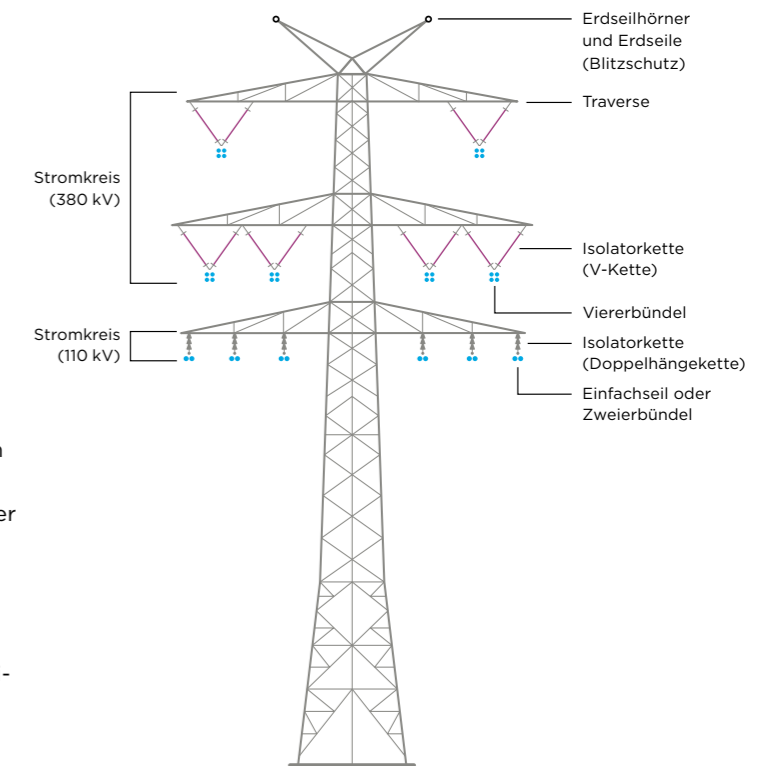 Erdseilhörner
und Erdseile
(Blitzschutz)
Traverse
Stromkreis
(380 kV)
Isolatorkette
(V-Kette)
Viererbündel
Stromkreis
(110 kV)
Isolatorkette
(Doppelhängekette)
Einfachseil oder
Zweierbündel
er
-